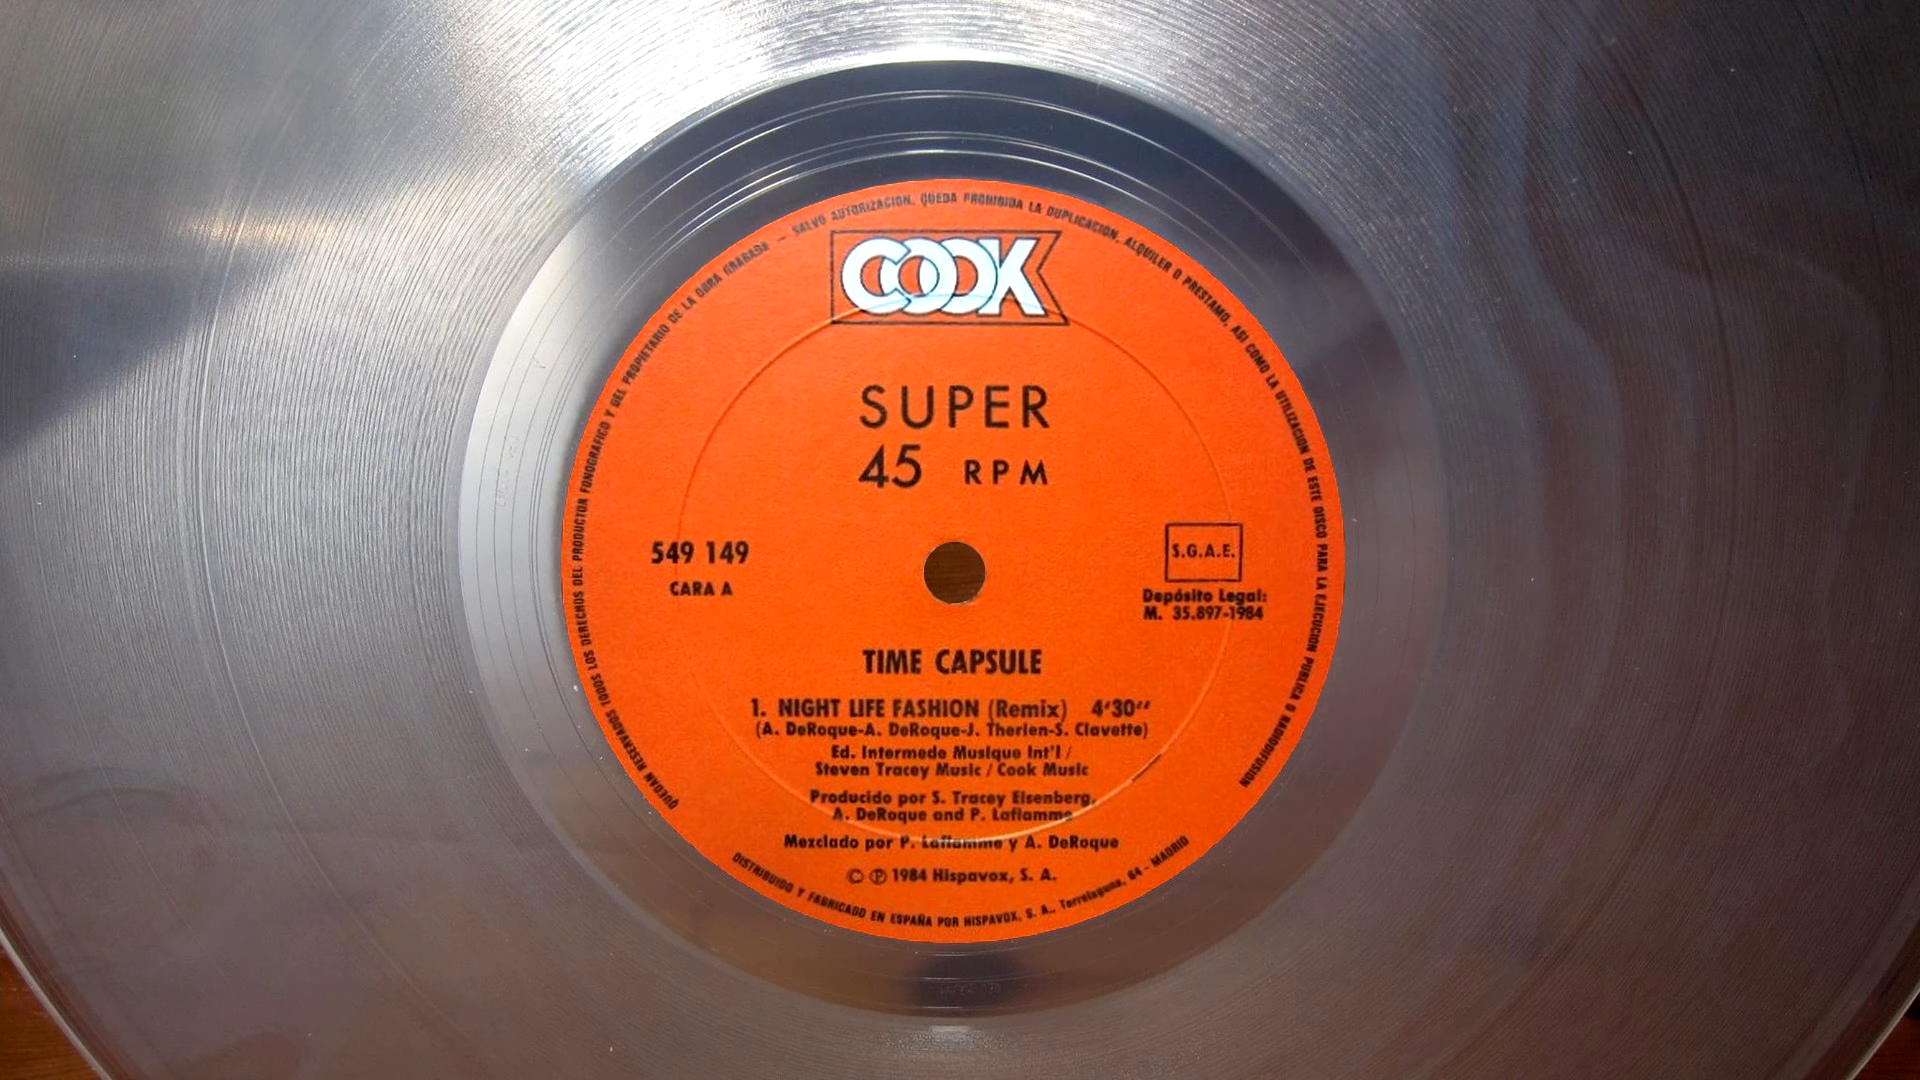 QUEDAN RESERVADOS TODOS LOS DERECHOS DEL PRODUCTOR FONOGRAFICO Y DEL PROPIETARIO DE LA OBRA GRABADA — SALVO AUTORIZACION, QUEDA PROHIBIDA LA DUPLICACION, ALQUILER O PRESTAMO, ASI COMO LA UTILIZACION DE ESTE DISCO PARA LA EJECUCION PUBLICA O RADIODIFUSION
COOK
SUPER
45 RPM
549 149
CARA A
S.G.A.E.
Depósito Legal:
M. 35.897-1984
TIME CAPSULE
1. NIGHT LIFE FASHION (Remix) 4'30''
(A. DeRoque-A. DeRoque-J. Therien-S. Clavette)
Ed. Intermede Musique Int'l /
Steven Tracey Music / Cook Music
Producido por S. Tracey Eisenberg,
A. DeRoque and P. Laflamme
Mezclado por P. Laflamme y A. DeRoque
© ℗ 1984 Hispavox, S. A.
DISTRIBUIDO Y FABRICADO EN ESPAÑA POR HISPAVOX, S. A., Torrelaguna, 64 - MADRID